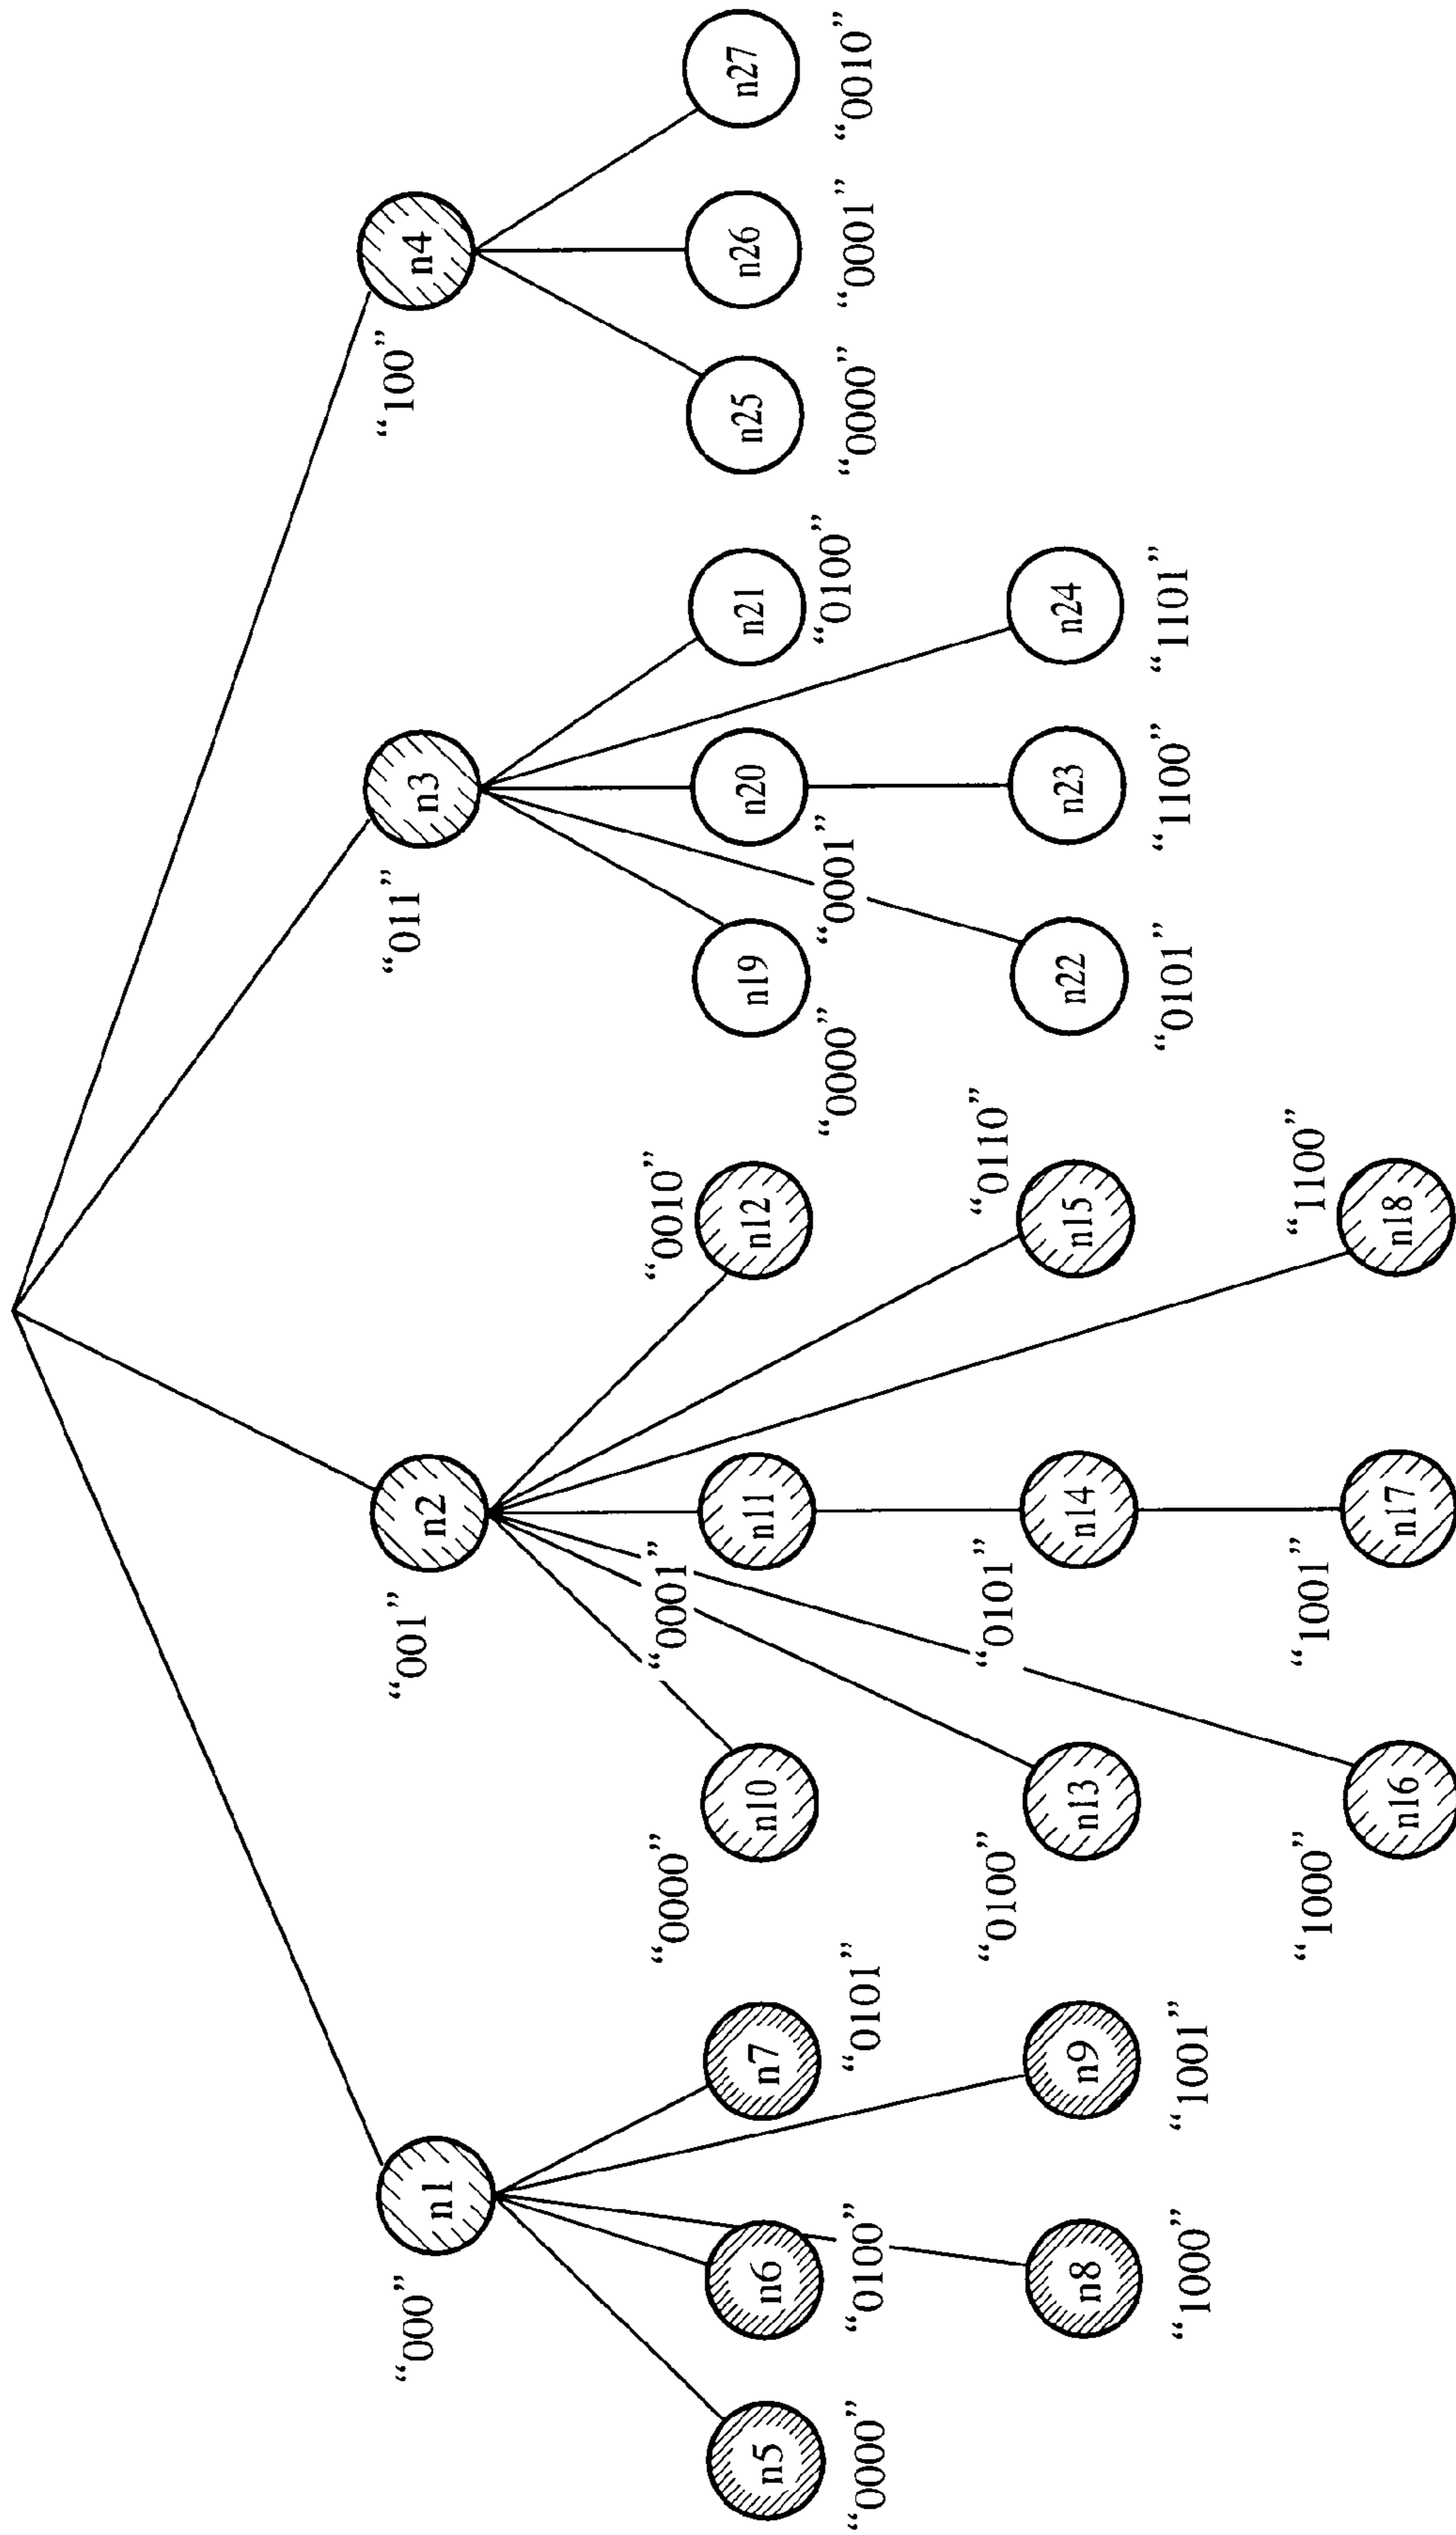 “000”
n1
“001”
n2
“011”
n3
“100”
n4
n5
“0000”
n6
“0100”
n7
“0101”
n8
“1000”
n9
“1001”
“0000”
n10
“0001”
n11
“0010”
n12
“0100”
n13
“0101”
n14
“0110”
n15
“1000”
n16
“1001”
n17
“1100”
n18
n19
“0000”
n20
“0001”
n21
“0100”
n22
“0101”
n23
“1100”
n24
“1101”
n25
“0000”
n26
“0001”
n27
“0010”